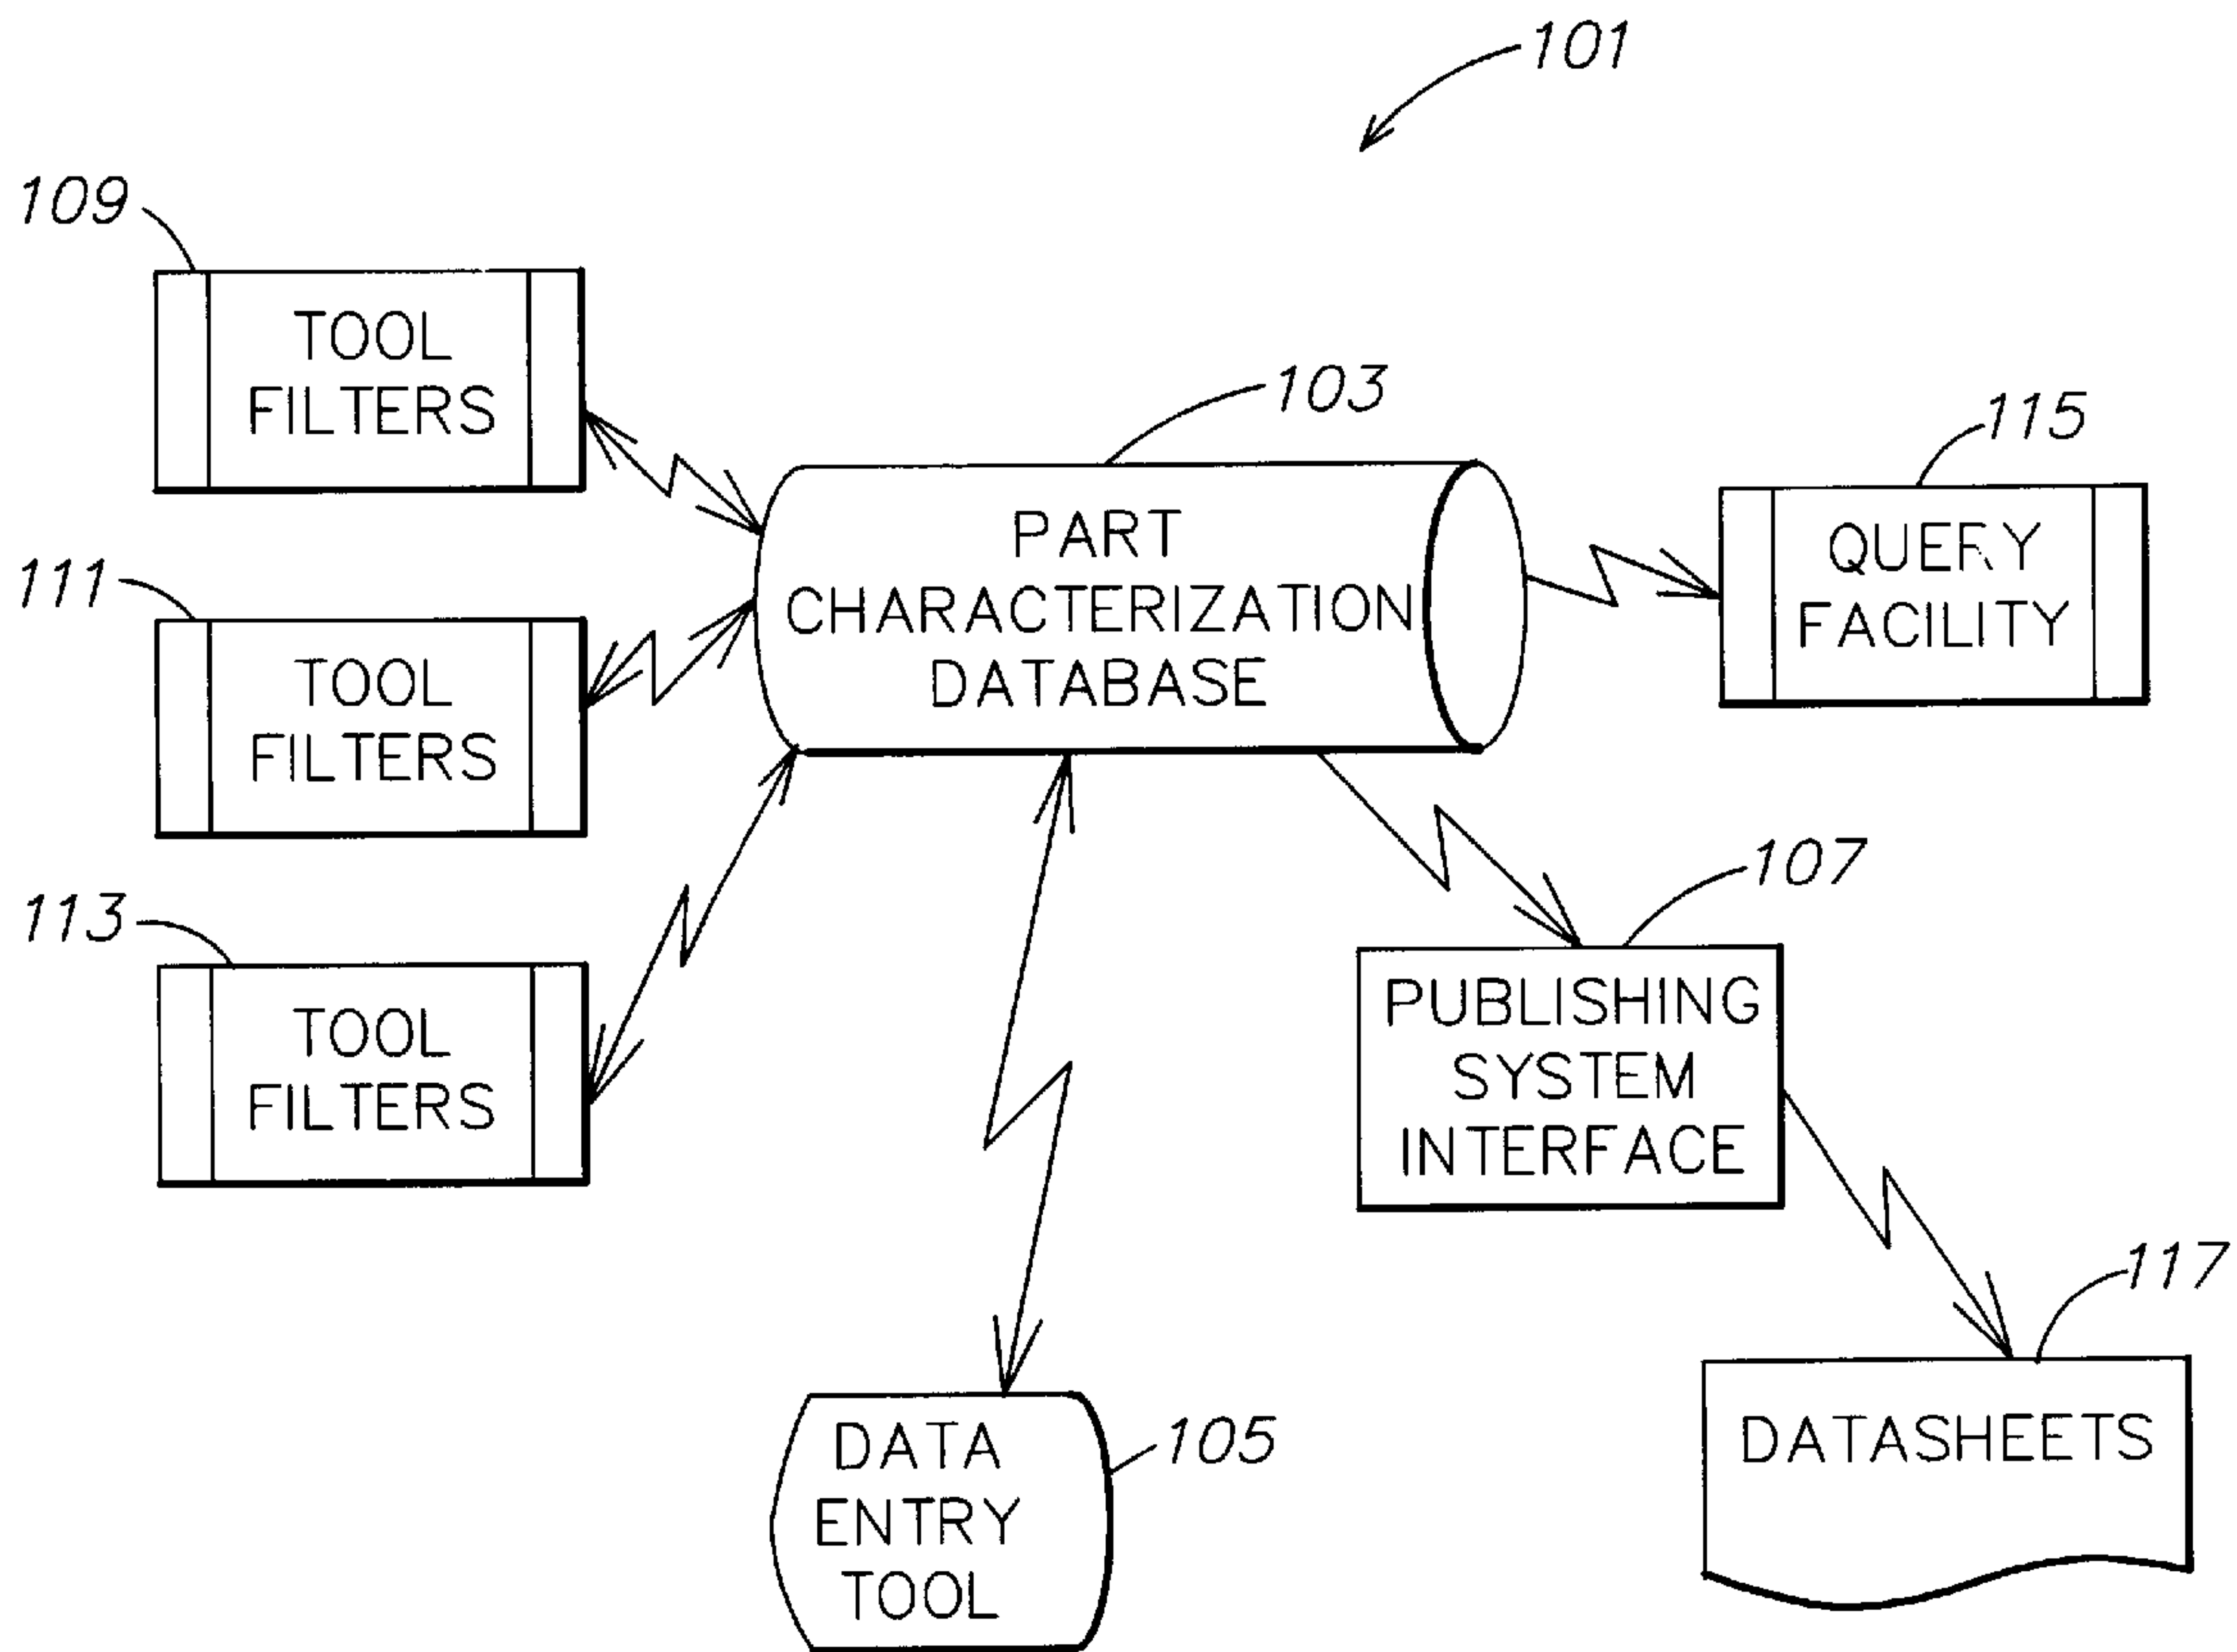 101
109
TOOL
FILTERS
103
PART
CHARACTERIZATION
DATABASE
115
QUERY
FACILITY
111
TOOL
FILTERS
113
TOOL
FILTERS
107
PUBLISHING
SYSTEM
INTERFACE
105
DATA
ENTRY
TOOL
117
DATASHEETS